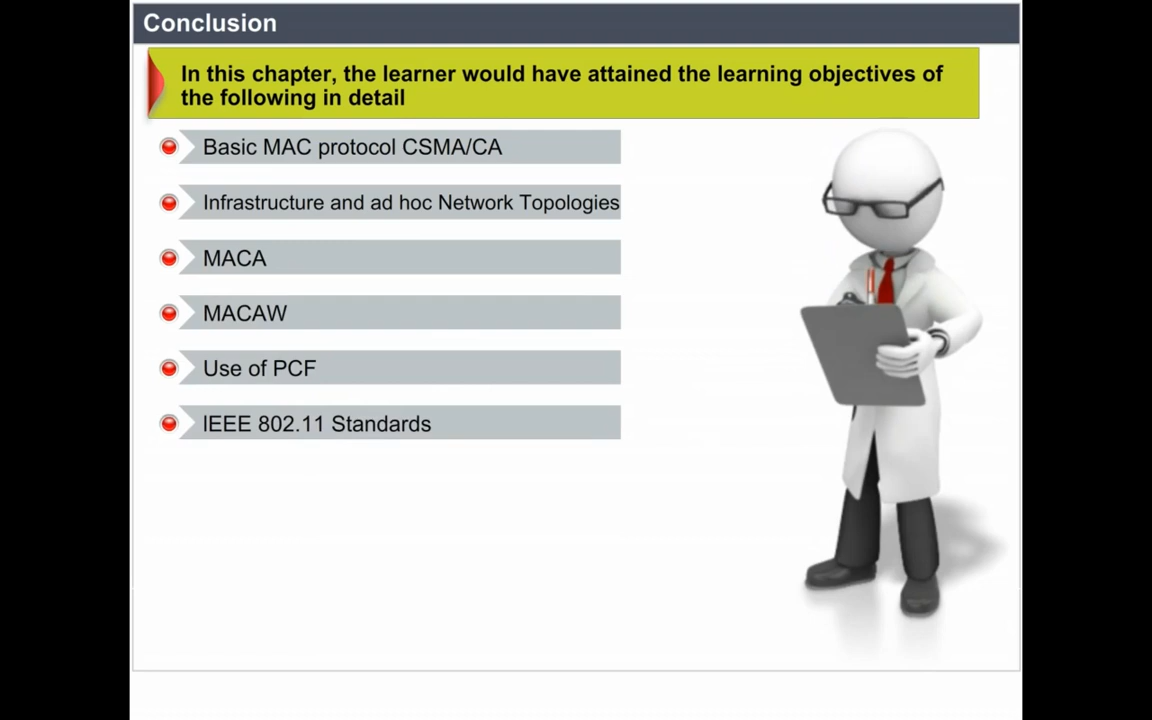 Conclusion
In this chapter, the learner would have attained the learning objectives of
the following in detail
Basic MAC protocol CSMA/CA
Infrastructure and ad hoc Network Topologies
MACA
MACAW
Use of PCF
IEEE 802.11 Standards